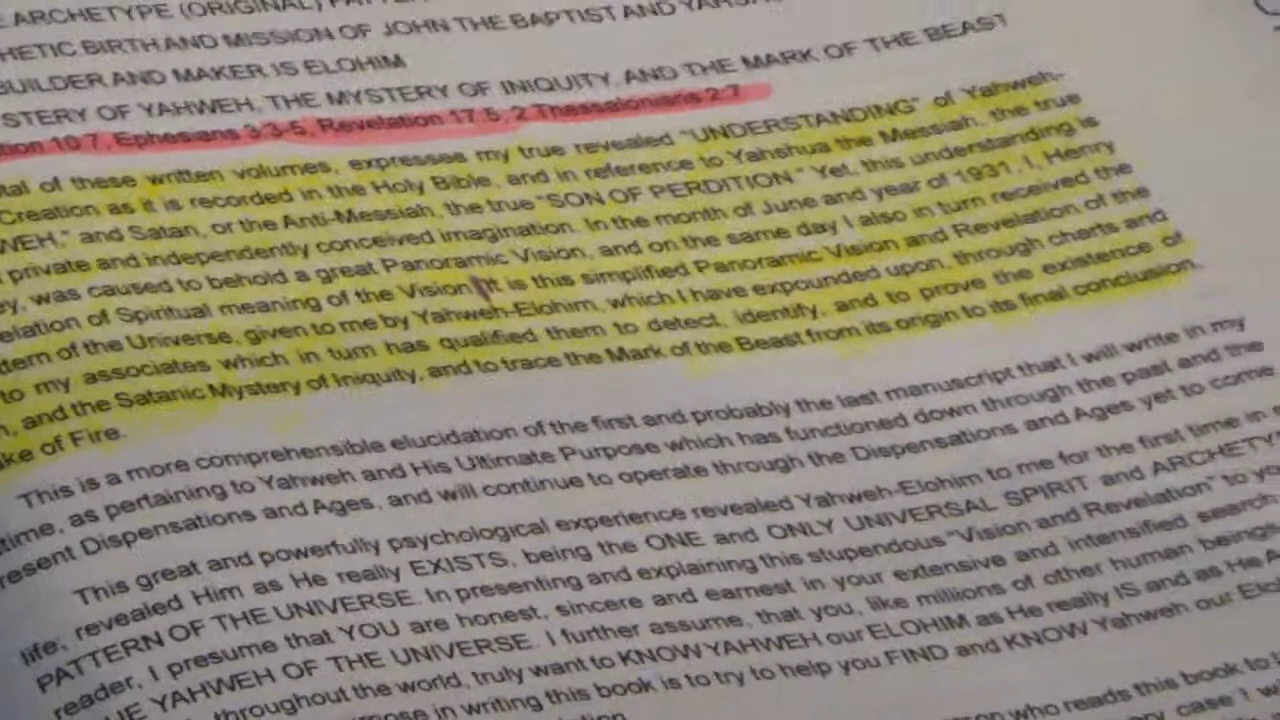 ARCHETYPE (ORIGINAL)
HETIC BIRTH AND MISSION OF JOHN THE BAPTIST AND
BUILDER AND MAKER IS ELOHIM
STERY OF YAHWEH, THE MYSTERY OF INIQUITY, AND THE MARK OF THE BEAST
ion 10:7, Ephesians 3:3-5, Revelation 17:5, 2 Thessalonians 2:7
tal of these written volumes, expresses my true revealed "UNDERSTANDING" of Yahweh-
Creation as it is recorded in the Holy Bible, and in reference to Yahshua the Messiah, the true
WEH," and Satan, or the Anti-Messiah, the true "SON OF PERDITION." Yet, this understanding is
private and independently conceived imagination. In the month of June and year of 1931, I, Henry
ey, was caused to behold a great Panoramic Vision, and on the same day I also in turn received the
elation of Spiritual meaning of the Vision. It is this simplified Panoramic Vision and Revelation of the
tern of the Universe, given to me by Yahweh-Elohim, which I have expounded upon, through charts and
to my associates which in turn has qualified them to detect, identify, and to prove the existence of
n, and the Satanic Mystery of Iniquity, and to trace the Mark of the Beast from its origin to its final conclusion,
ke of Fire.
This is a more comprehensible elucidation of the first and probably the last manuscript that I will write in my
time, as pertaining to Yahweh and His Ultimate Purpose which has functioned down through the past and the
resent Dispensations and Ages, and will continue to operate through the Dispensations and Ages yet to come
This great and powerfully psychological experience revealed Yahweh-Elohim to me for the first time in
life; revealed Him as He really EXISTS, being the ONE and ONLY UNIVERSAL SPIRIT and ARCHETY
PATTERN OF THE UNIVERSE. In presenting and explaining this stupendous "Vision and Revelation" to yo
reader, I presume that YOU are honest, sincere and earnest in your extensive and intensified search
UE YAHWEH OF THE UNIVERSE. I further assume, that you, like millions of other human beings
throughout the world, truly want to KNOW YAHWEH our ELOHIM as He really IS and as He A
in writing this book is to try to help you FIND and KNOW Yahweh our Elo
who reads this book to
case I